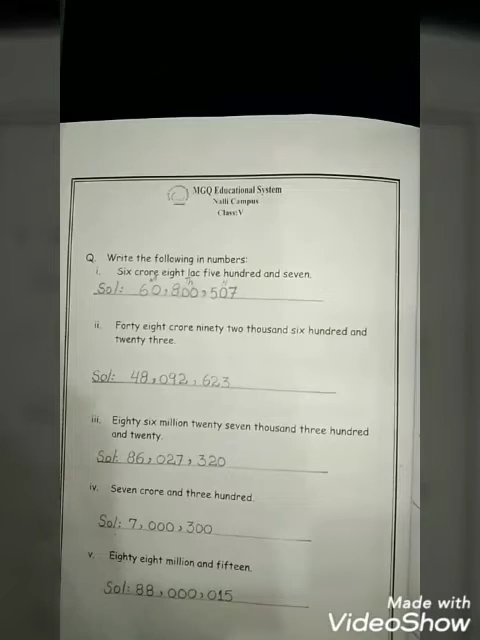 MGQ Educational System
Nalli Campus
Class:V
Q. Write the following in numbers:
i. Six crore eight lac five hundred and seven.
M Th H
Sol: 60,800,507
ii. Forty eight crore ninety two thousand six hundred and
twenty three.
Sol: 48,092,623
iii. Eighty six million twenty seven thousand three hundred
and twenty.
Sol: 86,027,320
iv. Seven crore and three hundred.
Sol: 7,000,300
v. Eighty eight million and fifteen.
Sol: 88,000,015
Made with
VideoShow